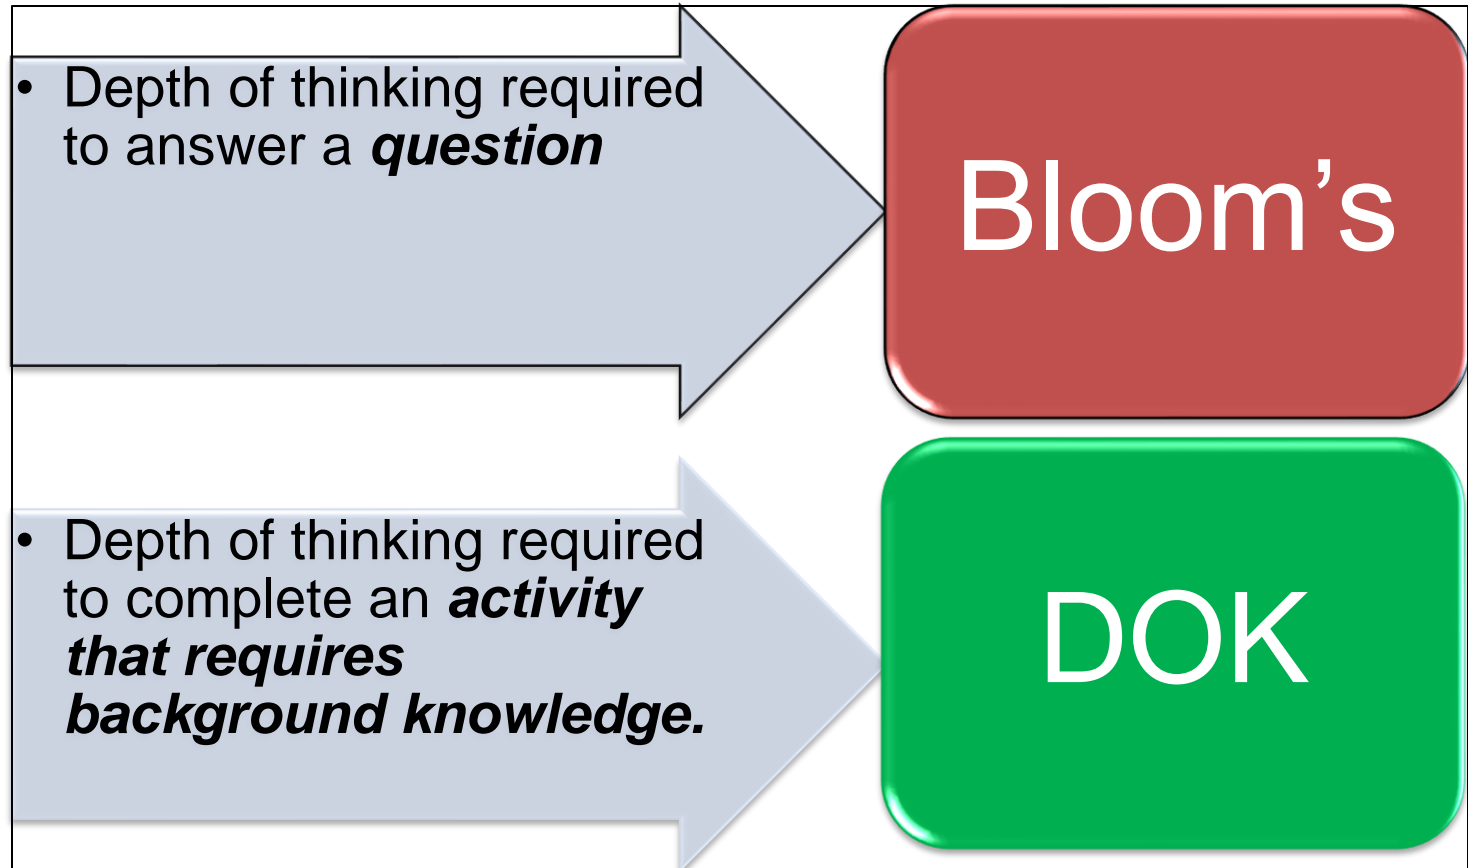 • Depth of thinking required
to answer a question
Bloom’s
• Depth of thinking required
to complete an activity
that requires
background knowledge.
DOK